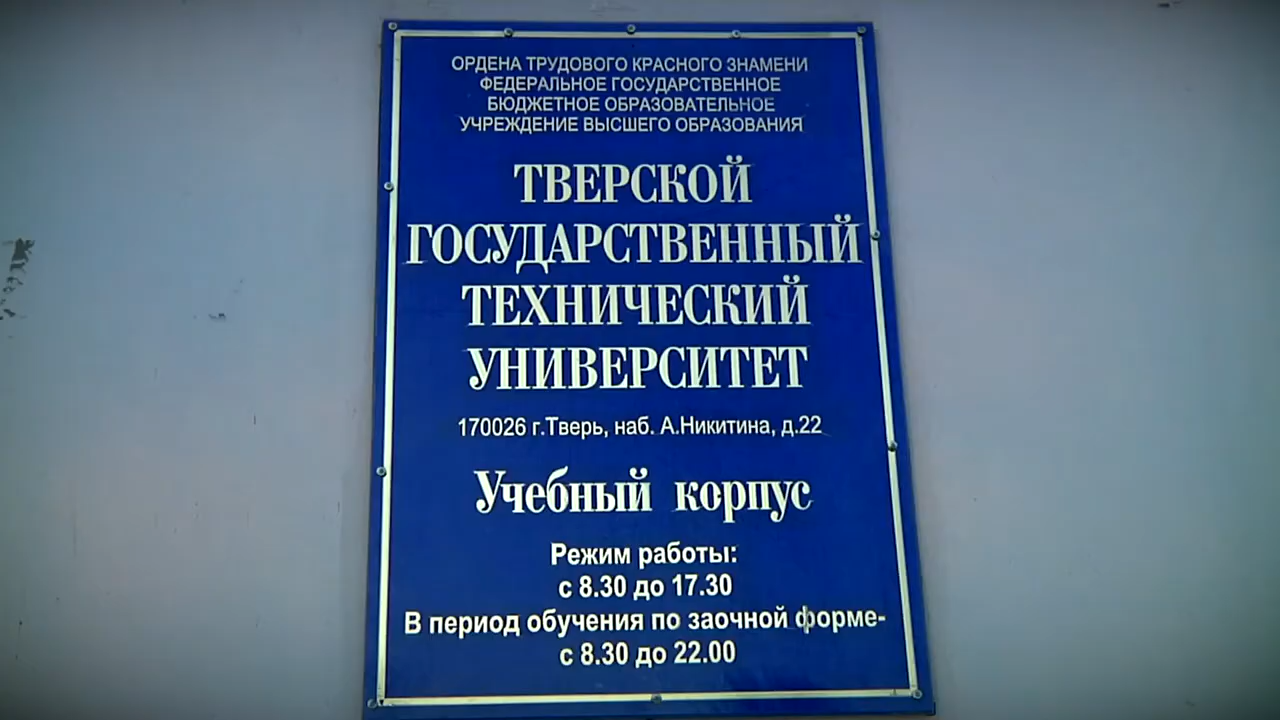 ОРДЕНА ТРУДОВОГО КРАСНОГО ЗНАМЕНИ
ФЕДЕРАЛЬНОЕ ГОСУДАРСТВЕННОЕ
БЮДЖЕТНОЕ ОБРАЗОВАТЕЛЬНОЕ
УЧРЕЖДЕНИЕ ВЫСШЕГО ОБРАЗОВАНИЯ
ТВЕРСКОЙ
ГОСУДАРСТВЕННЫЙ
ТЕХНИЧЕСКИЙ
УНИВЕРСИТЕТ
170026 г.Тверь, наб. А.Никитина, д.22
Учебный корпус
Режим работы:
с 8.30 до 17.30
В период обучения по заочной форме-
с 8.30 до 22.00